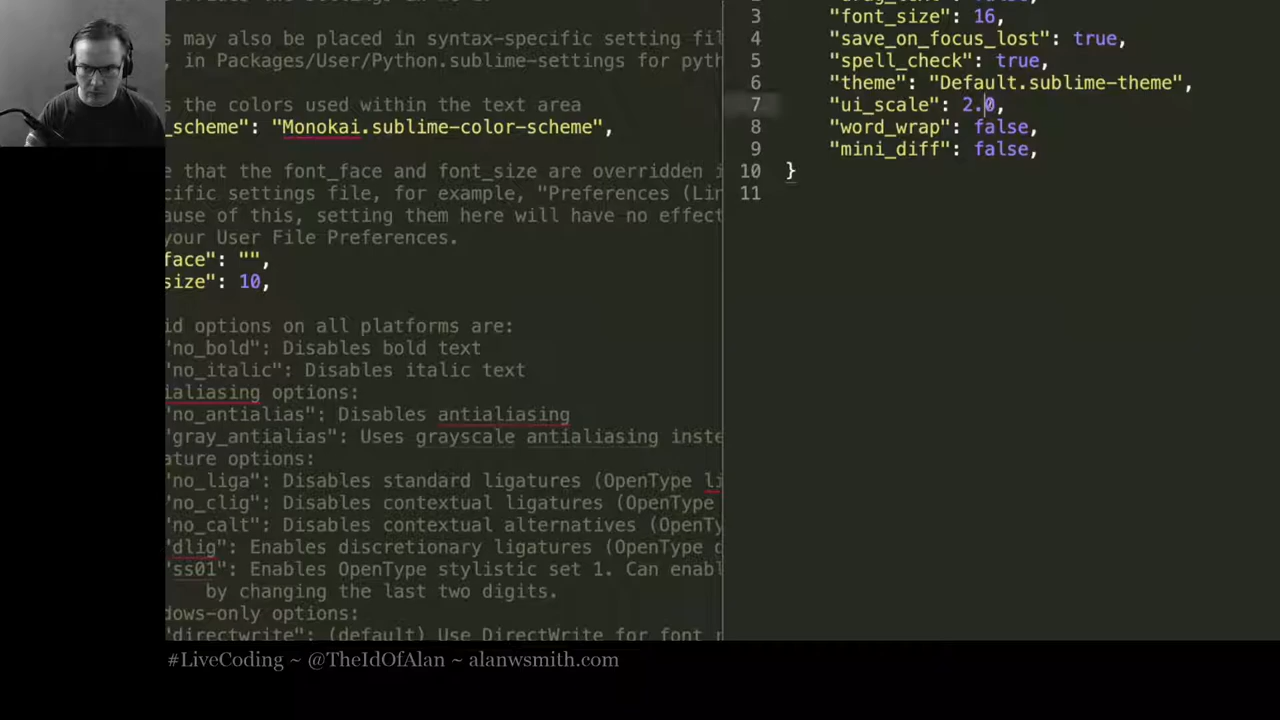 s may also be placed in syntax-specific setting fil
, in Packages/User/Python.sublime-settings for pyth
s the colors used within the text area
_scheme": "Monokai.sublime-color-scheme",
e that the font_face and font_size are overridden i
cific settings file, for example, "Preferences (Lin
ause of this, setting them here will have no effect
your User File Preferences.
face": "",
size": 10,
id options on all platforms are:
"no_bold": Disables bold text
"no_italic": Disables italic text
ialiasing options:
"no_antialias": Disables antialiasing
"gray_antialias": Uses grayscale antialiasing inste
ature options:
"no_liga": Disables standard ligatures (OpenType li
"no_clig": Disables contextual ligatures (OpenType
"no_calt": Disables contextual alternatives (OpenTy
"dlig": Enables discretionary ligatures (OpenType d
"ss01": Enables OpenType stylistic set 1. Can enabl
by changing the last two digits.
dows-only options:
"directwrite": (default) Use DirectWrite for font r
3 "font_size": 16,
4 "save_on_focus_lost": true,
5 "spell_check": true,
6 "theme": "Default.sublime-theme",
7 "ui_scale": 2.0,
8 "word_wrap": false,
9 "mini_diff": false,
10 }
11
#LiveCoding ~ @TheIdOfAlan ~ alanwsmith.com